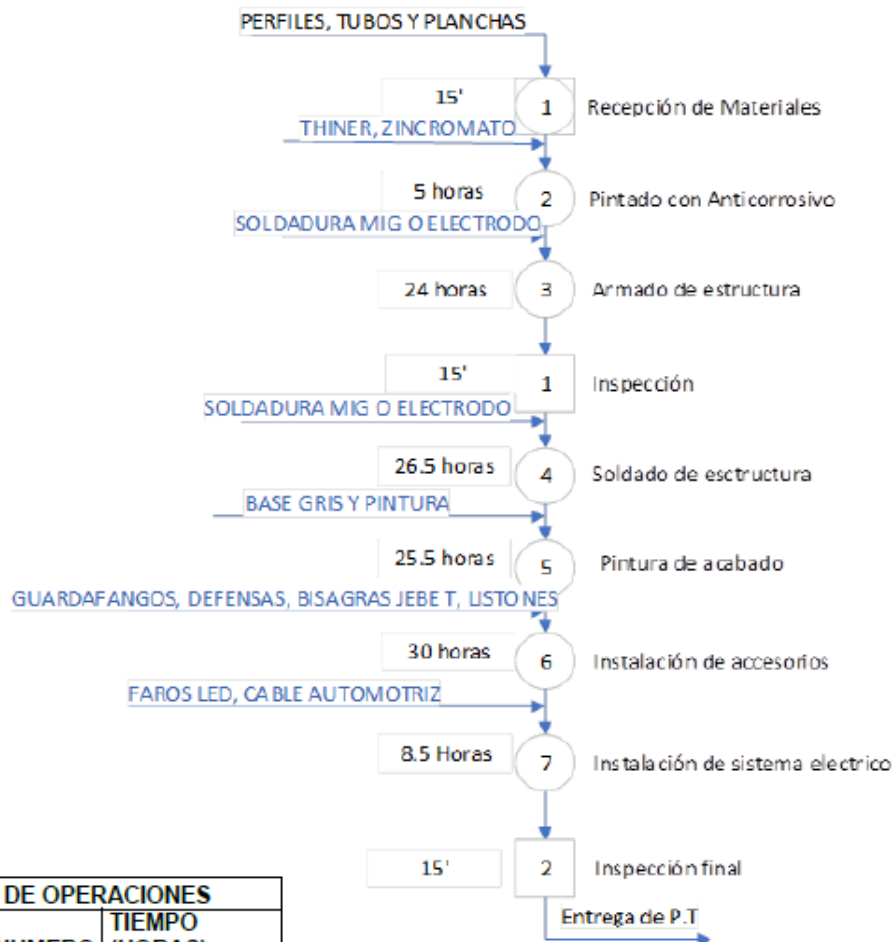 PERFILES, TUBOS Y PLANCHAS
15'
1
Recepción de Materiales
THINER, ZINCROMATO
5 horas
2
Pintado con Anticorrosivo
SOLDADURA MIG O ELECTRODO
24 horas
3
Armado de estructura
15'
1
Inspección
SOLDADURA MIG O ELECTRODO
26.5 horas
4
Soldado de esctructura
BASE GRIS Y PINTURA
25.5 horas
5
Pintura de acabado
GUARDAFANGOS, DEFENSAS, BISAGRAS JEBE T, LISTONES
30 horas
6
Instalación de accesorios
FAROS LED, CABLE AUTOMOTRIZ
8.5 Horas
7
Instalación de sistema electrico
15'
2
Inspección final
DE OPERACIONES
TIEMPO
Entrega de P.T